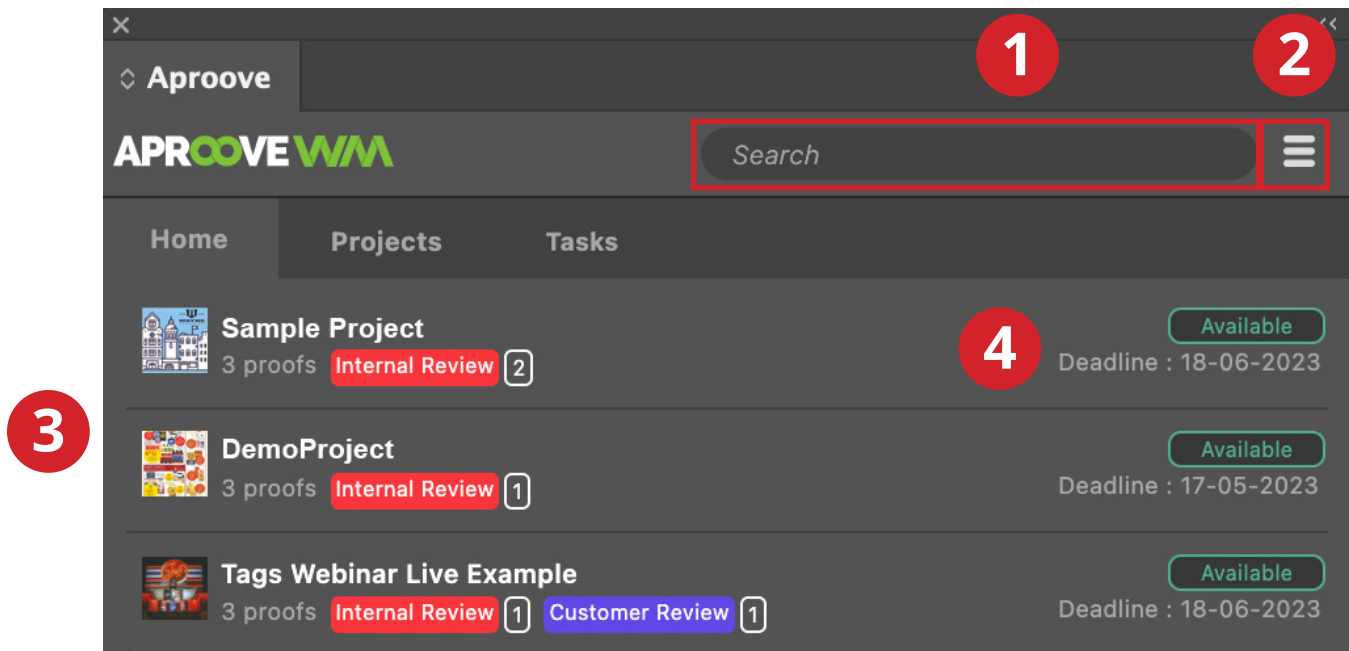 1
2
Aproove
APROOVE WM
Search
Home Projects Tasks
Sample Project
Available
3 proofs Internal Review 2
4
Deadline : 18-06-2023
3
DemoProject
Available
3 proofs Internal Review 1
Deadline : 17-05-2023
Tags Webinar Live Example
Available
3 proofs Internal Review 1 Customer Review 1
Deadline : 18-06-2023